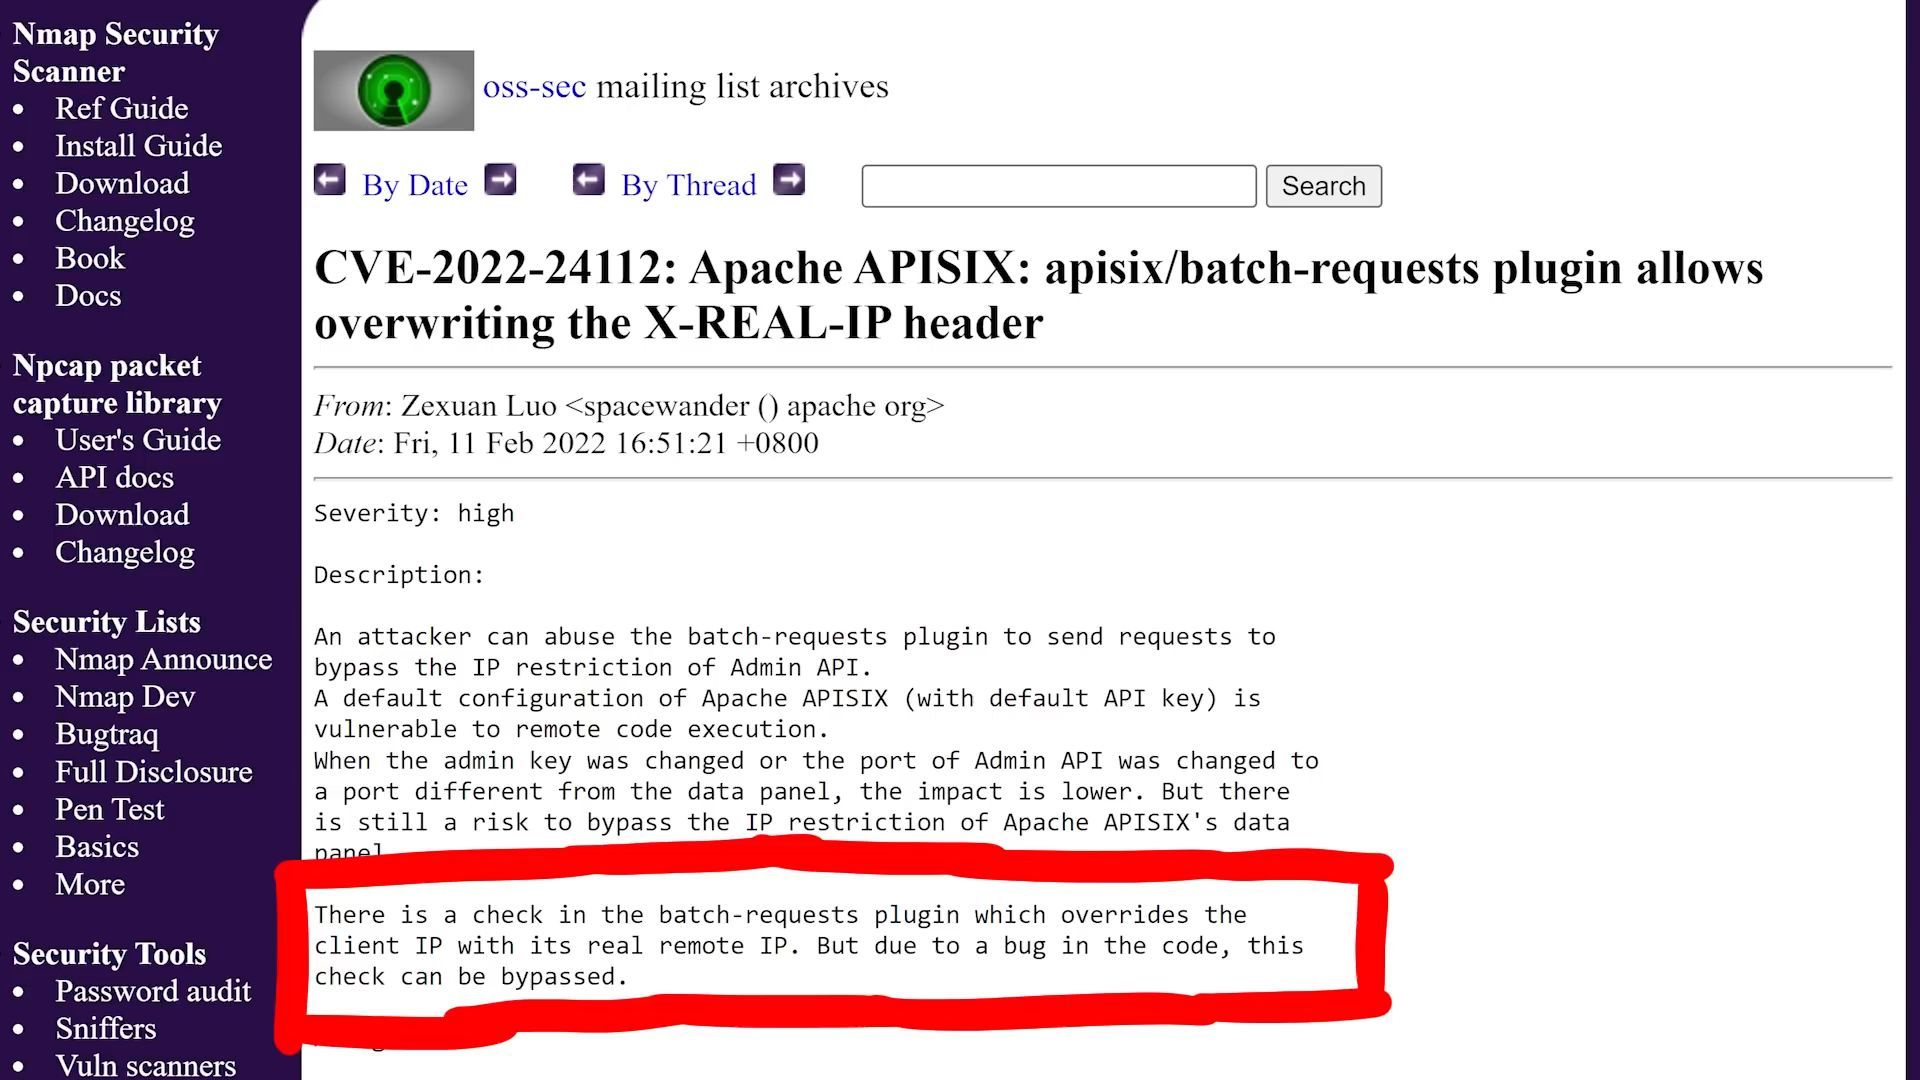 Nmap Security
Scanner
Ref Guide
Install Guide
Download
Changelog
Book
Docs
Npcap packet
capture library
User's Guide
API docs
Download
Changelog
Security Lists
Nmap Announce
Nmap Dev
Bugtraq
Full Disclosure
Pen Test
Basics
More
Security Tools
Password audit
Sniffers
Vuln scanners
oss-sec mailing list archives
By Date
By Thread
Search
CVE-2022-24112: Apache APISIX: apisix/batch-requests plugin allows
overwriting the X-REAL-IP header
From: Zexuan Luo <spacewander () apache org>
Date: Fri, 11 Feb 2022 16:51:21 +0800
Severity: high
Description:
An attacker can abuse the batch-requests plugin to send requests to
bypass the IP restriction of Admin API.
A default configuration of Apache APISIX (with default API key) is
vulnerable to remote code execution.
When the admin key was changed or the port of Admin API was changed to
a port different from the data panel, the impact is lower. But there
is still a risk to bypass the IP restriction of Apache APISIX's data
panel
There is a check in the batch-requests plugin which overrides the
client IP with its real remote IP. But due to a bug in the code, this
check can be bypassed.